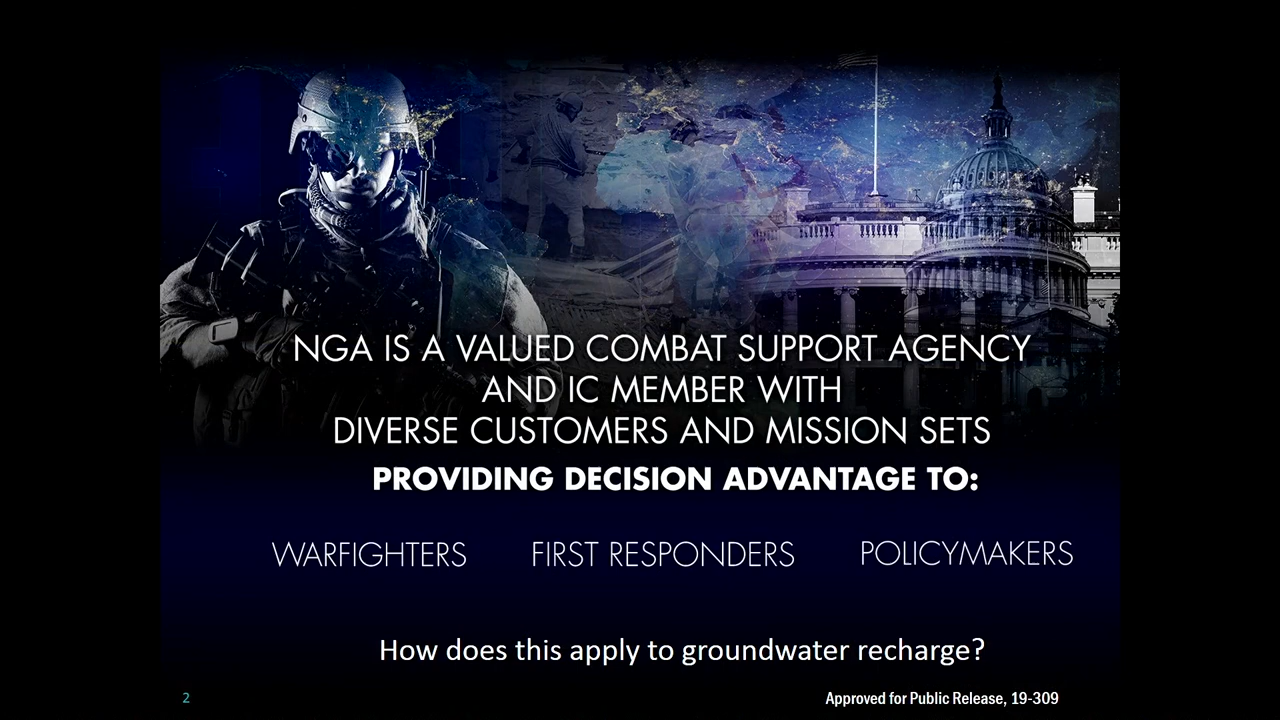 NGA IS A VALUED COMBAT SUPPORT AGENCY
AND IC MEMBER WITH
DIVERSE CUSTOMERS AND MISSION SETS
PROVIDING DECISION ADVANTAGE TO:
WARFIGHTERS FIRST RESPONDERS POLICYMAKERS
How does this apply to groundwater recharge?
2 Approved for Public Release, 19-309